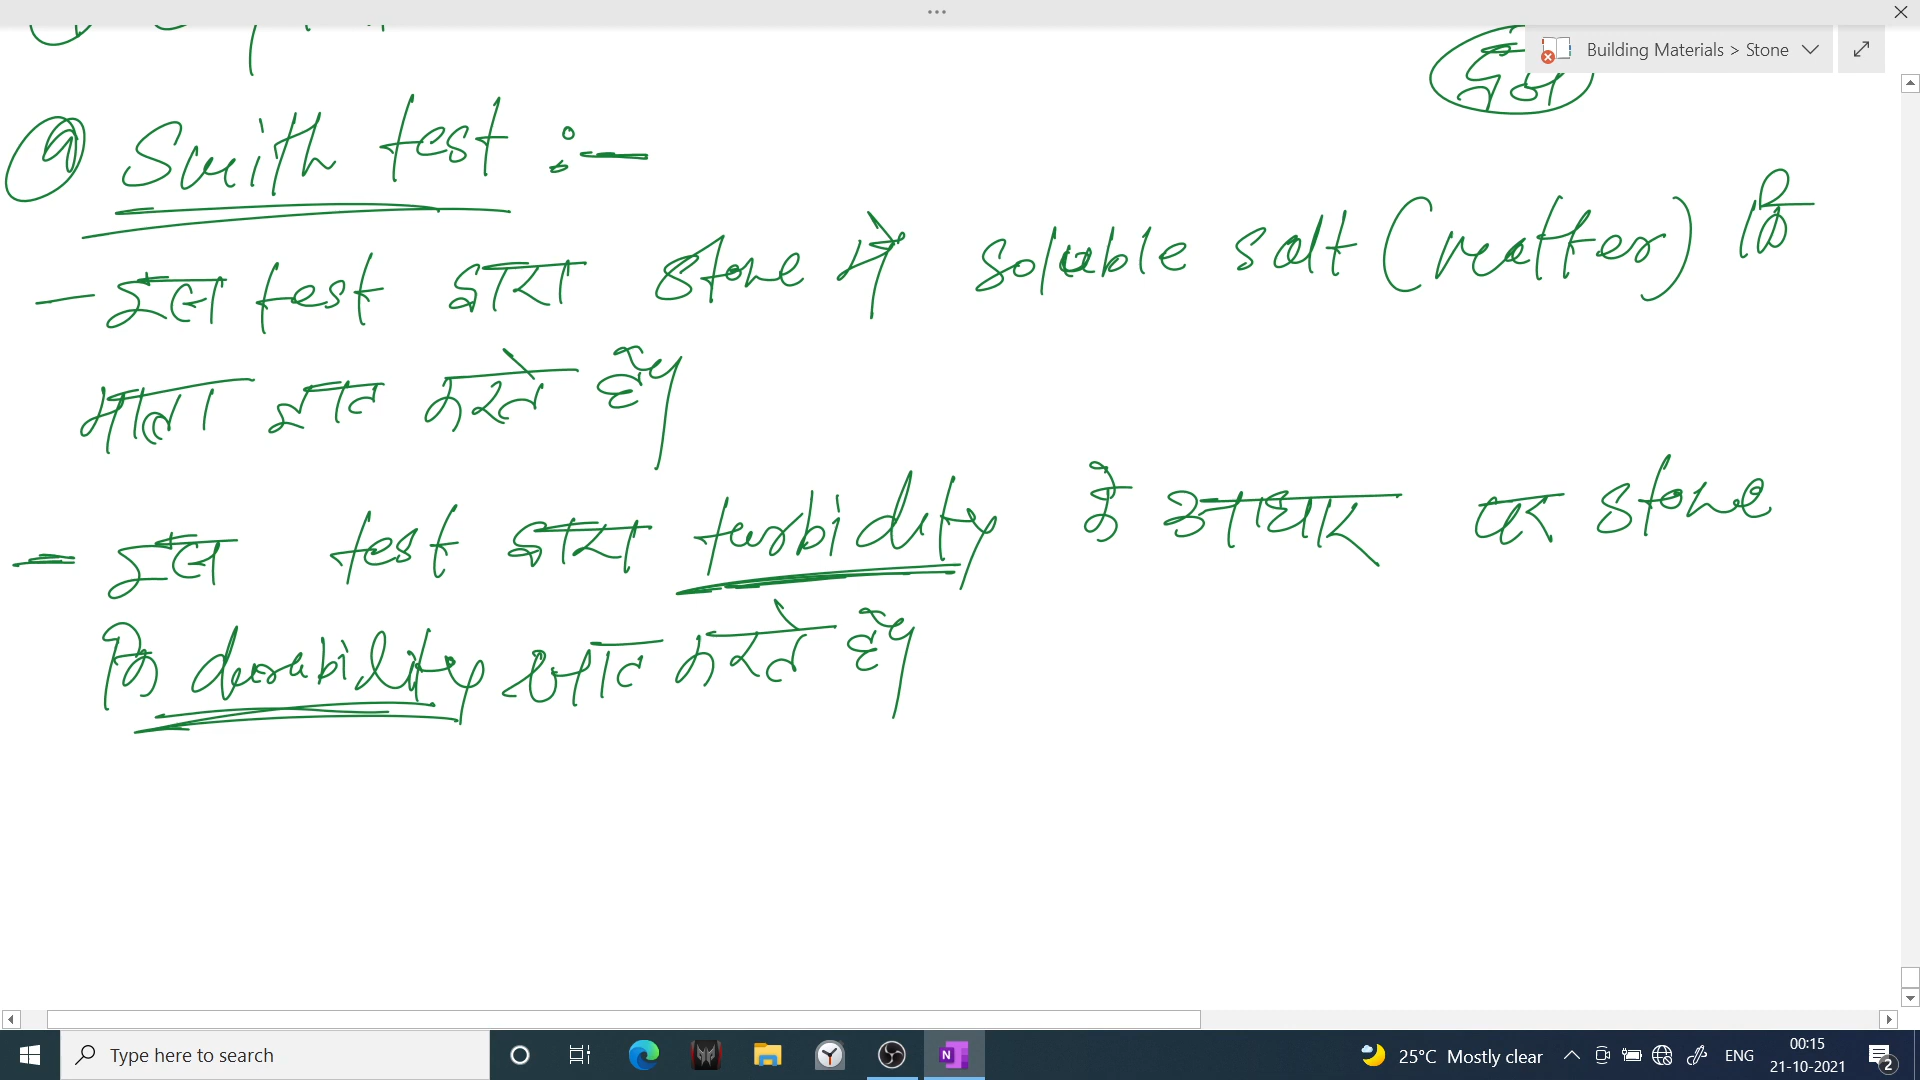 Building Materials > Stone
Smith test :-
- इस test द्वारा stone में soluble salt (matter) कि
मात्रा ज्ञात करते हैं।
- इस test द्वारा turbidity के आधार पर stone
कि durability ज्ञात करते हैं।
Type here to search
25°C Mostly clear
ENG
00:15
21-10-2021
2